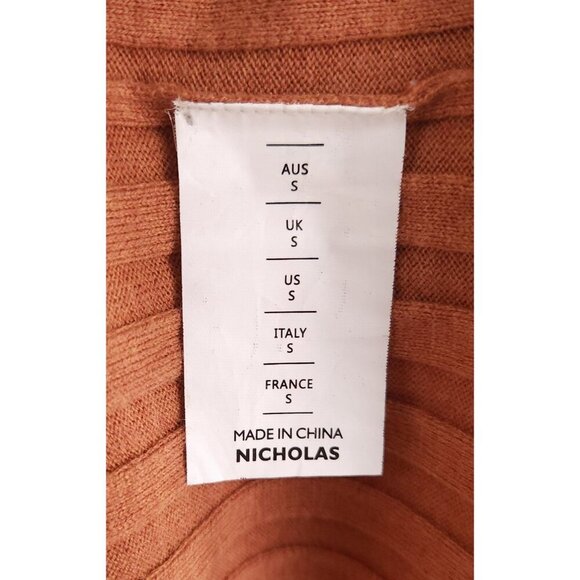 AUS
S
UK
S
US
S
ITALY
S
FRANCE
S
MADE IN CHINA
NICHOLAS